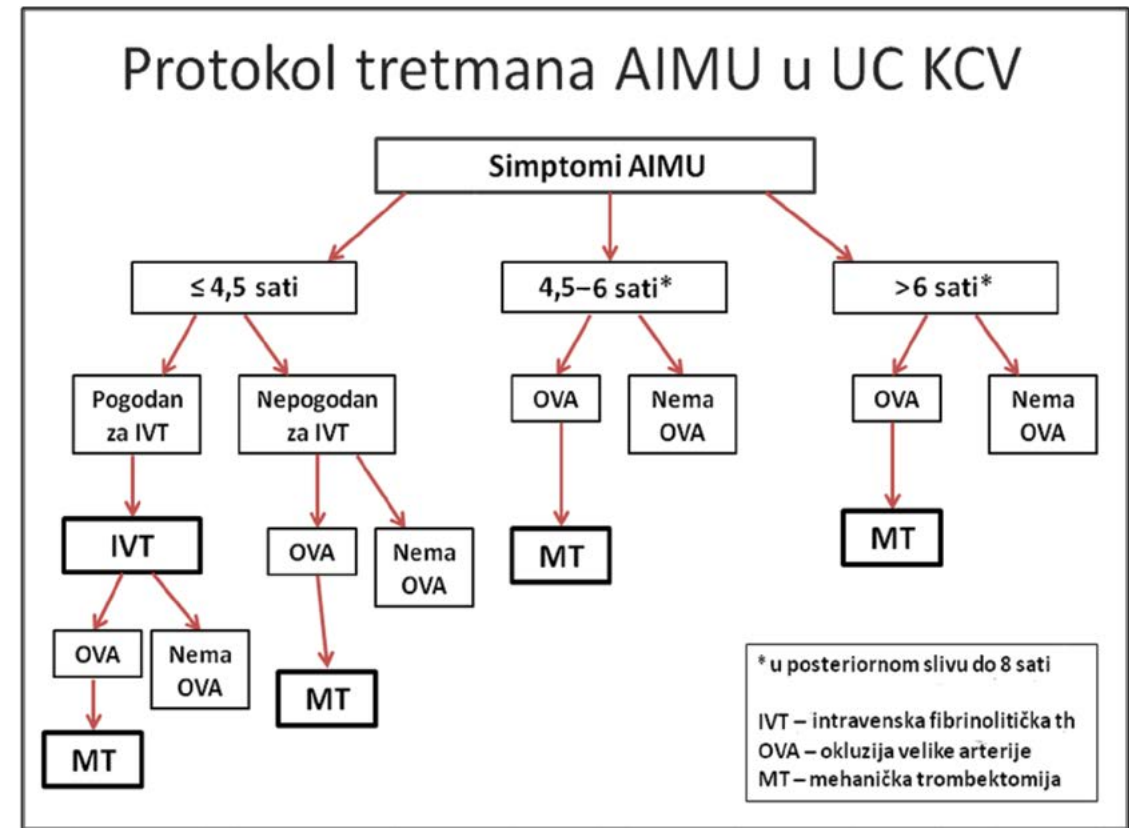 Protokol tretmana AIMU u UC KCV
Simptomi AIMU
≤ 4,5 sati
4,5–6 sati*
>6 sati*
Pogodan
za IVT
Nepogodan
za IVT
OVA
Nema
OVA
OVA
Nema
OVA
IVT
OVA
Nema
OVA
MT
MT
OVA
Nema
OVA
MT
MT
* u posteriornom slivu do 8 sati
IVT – intravenska fibrinolitička th
OVA – okluzija velike arterije
MT – mehanička trombektomija